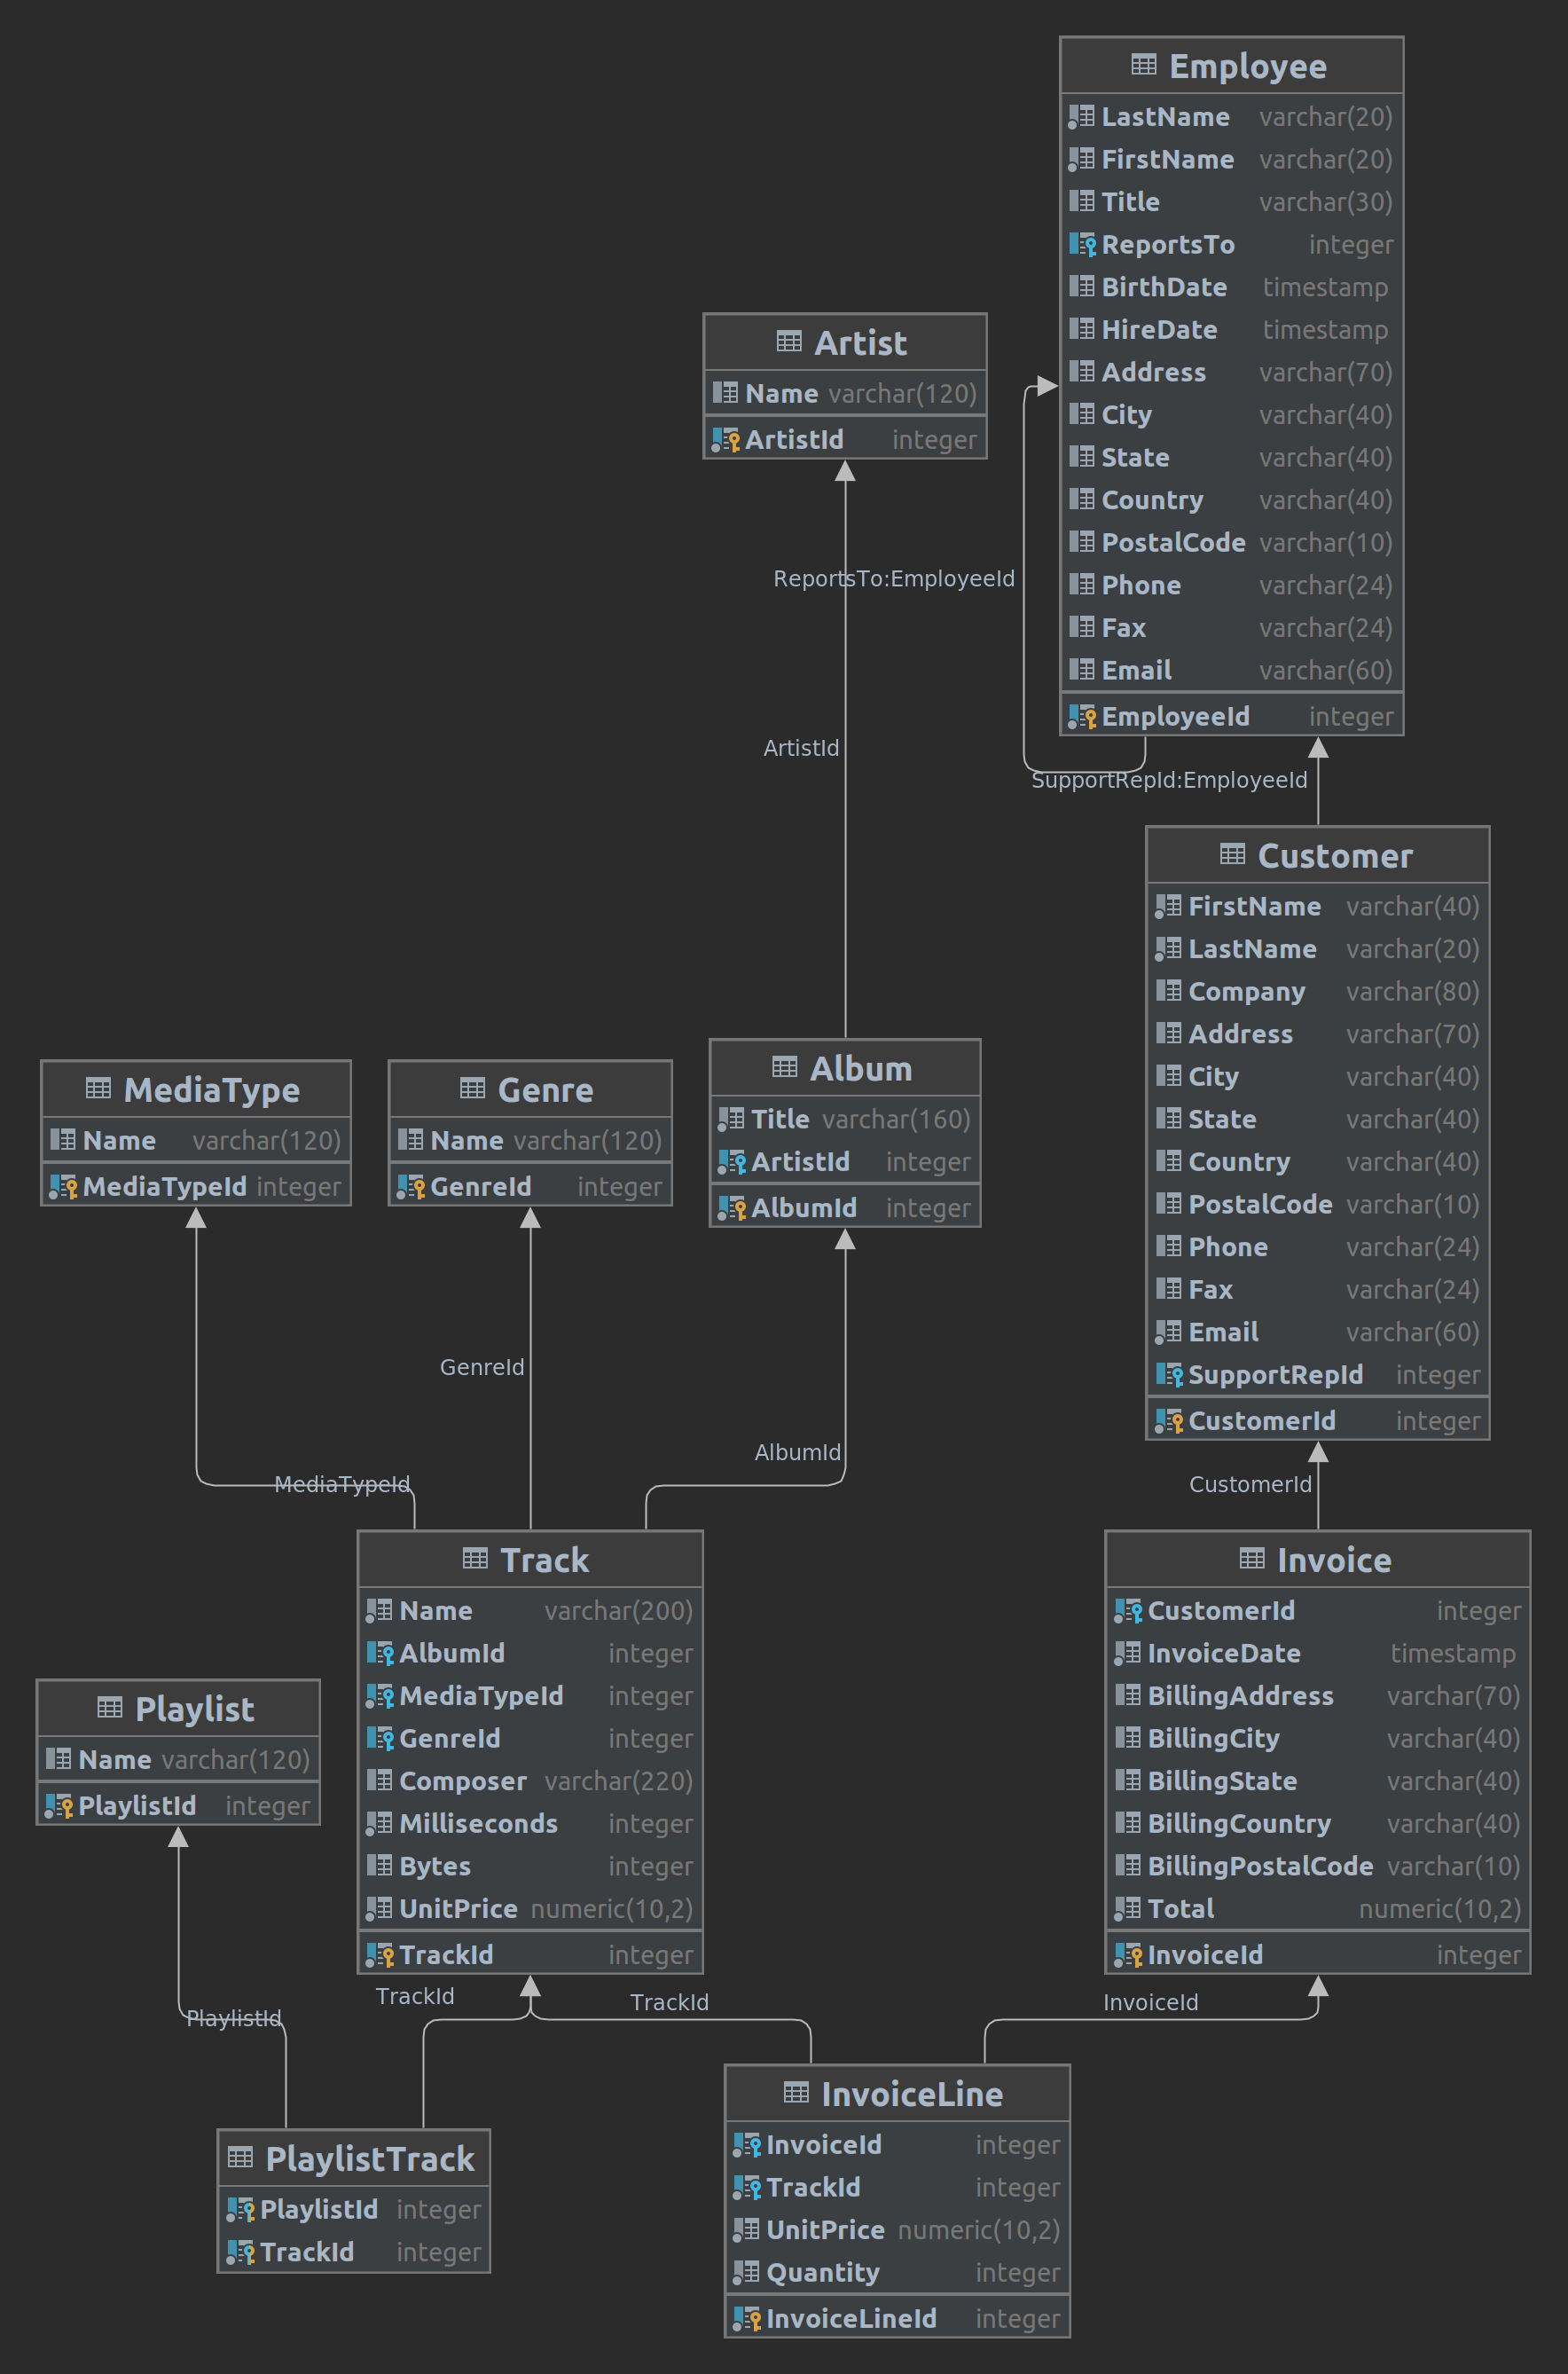 Employee
LastName varchar(20)
FirstName varchar(20)
Title varchar(30)
ReportsTo integer
BirthDate timestamp
HireDate timestamp
Address varchar(70)
City varchar(40)
State varchar(40)
Country varchar(40)
PostalCode varchar(10)
Phone varchar(24)
Fax varchar(24)
Email varchar(60)
EmployeeId integer
Artist
Name varchar(120)
ArtistId integer
ReportsTo:EmployeeId
ArtistId
SupportRepId:EmployeeId
Customer
FirstName varchar(40)
LastName varchar(20)
Company varchar(80)
Address varchar(70)
City varchar(40)
State varchar(40)
Country varchar(40)
PostalCode varchar(10)
Phone varchar(24)
Fax varchar(24)
Email varchar(60)
SupportRepId integer
CustomerId integer
MediaType
Name varchar(120)
MediaTypeId integer
Genre
Name varchar(120)
GenreId integer
Album
Title varchar(160)
ArtistId integer
AlbumId integer
GenreId
AlbumId
MediaTypeId
CustomerId
Track
Name varchar(200)
AlbumId integer
MediaTypeId integer
GenreId integer
Composer varchar(220)
Milliseconds integer
Bytes integer
UnitPrice numeric(10,2)
TrackId integer
Invoice
CustomerId integer
InvoiceDate timestamp
BillingAddress varchar(70)
BillingCity varchar(40)
BillingState varchar(40)
BillingCountry varchar(40)
BillingPostalCode varchar(10)
Total numeric(10,2)
InvoiceId integer
Playlist
Name varchar(120)
PlaylistId integer
TrackId
TrackId
InvoiceId
PlaylistId
PlaylistTrack
PlaylistId integer
TrackId integer
InvoiceLine
InvoiceId integer
TrackId integer
UnitPrice numeric(10,2)
Quantity integer
InvoiceLineId integer